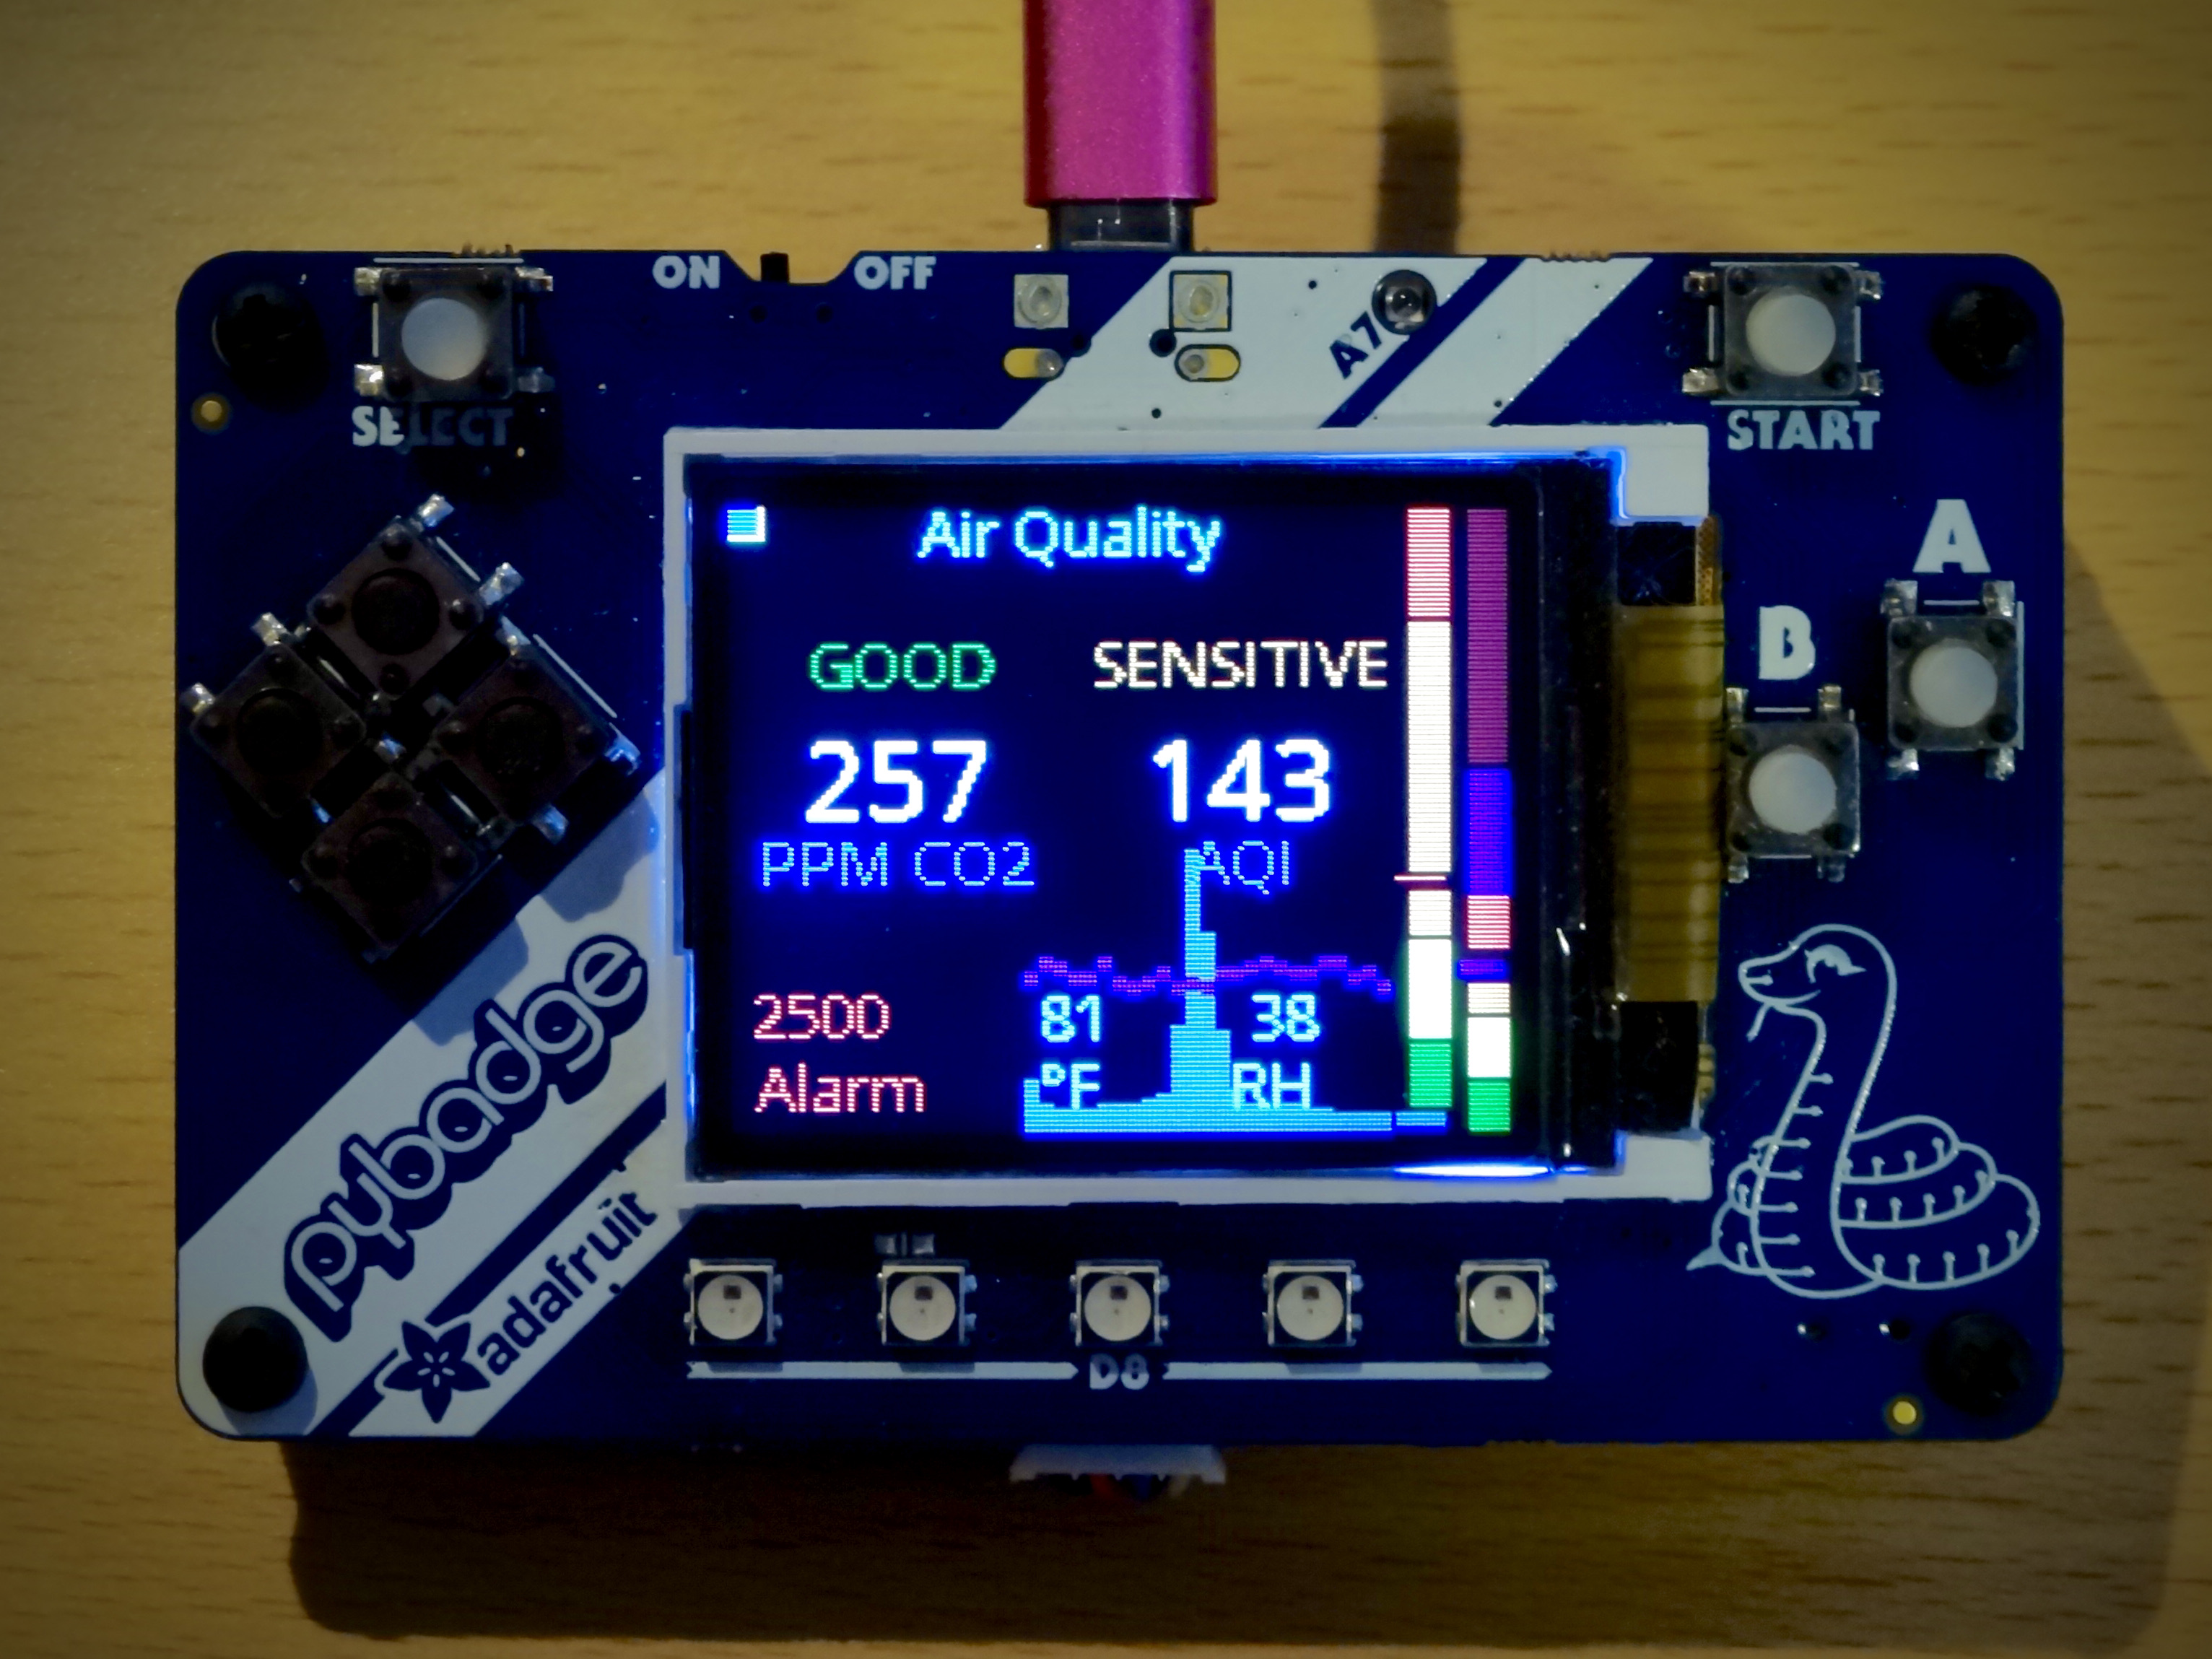 ON OFF
A7
SELECT
START
Air Quality
A
GOOD SENSITIVE
B
257 143
PPM CO2 AQI
2500 81 38
Alarm °F RH
pybadge
adafruit
D8